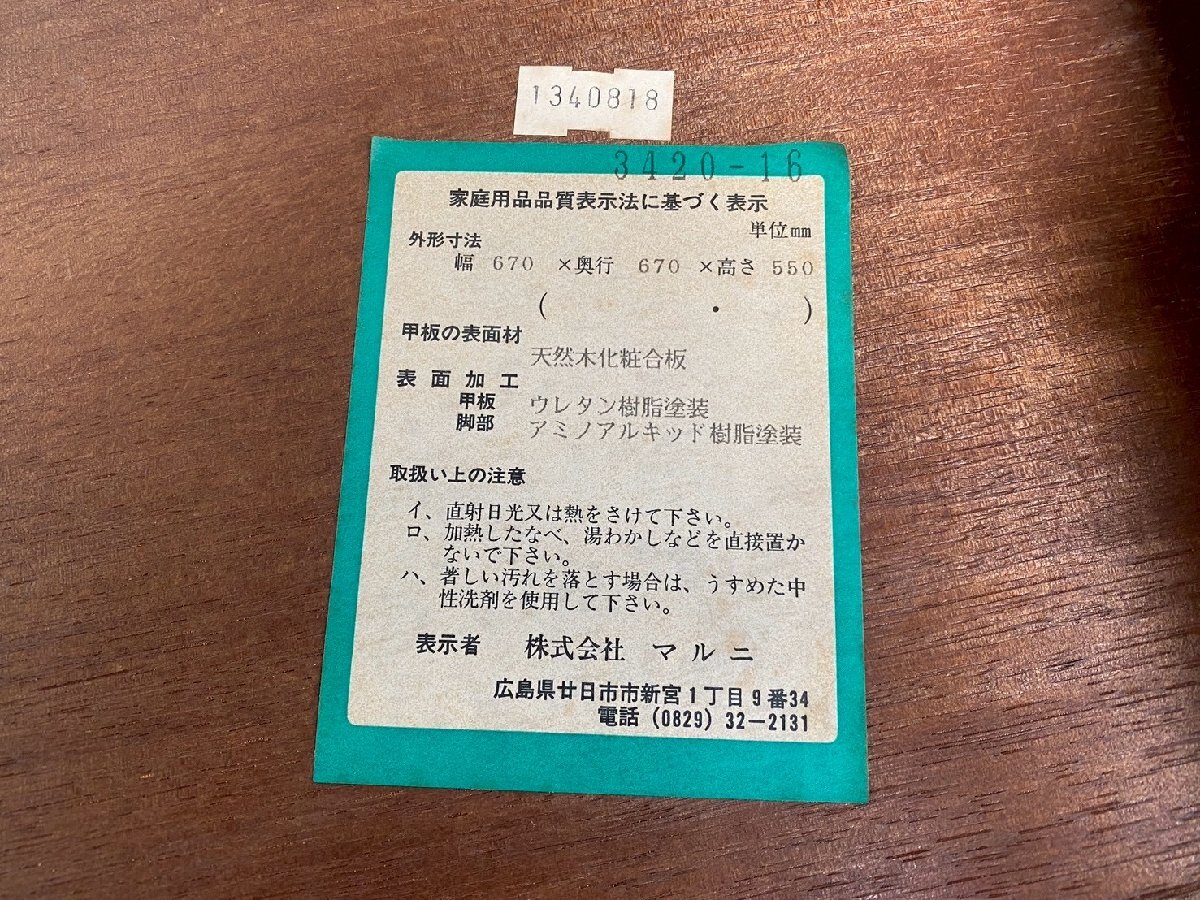 1340818
3420-16
家庭用品品質表示法に基づく表示
単位mm
外形寸法
幅 670 ×奥行 670 ×高さ 550
( ・ )
甲板の表面材
天然木化粧合板
表面加工
甲板 ウレタン樹脂塗装
脚部 アミノアルキッド樹脂塗装
取扱い上の注意
イ、直射日光又は熱をさけて下さい。
ロ、加熱したなべ、湯わかしなどを直接置か
ないで下さい。
ハ、著しい汚れを落とす場合は、うすめた中
性洗剤を使用して下さい。
表示者 株式会社 マルニ
広島県廿日市市新宮1丁目9番34
電話 (0829) 32-2131